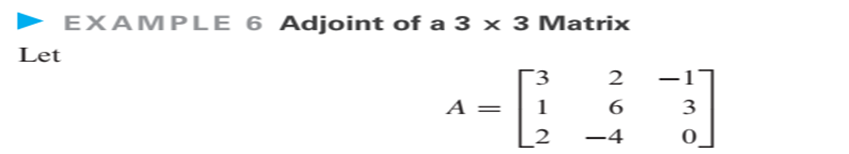 EXAMPLE 6 Adjoint of a 3 × 3 Matrix
Let
3 2 −1
A = 1 6 3
2 −4 0